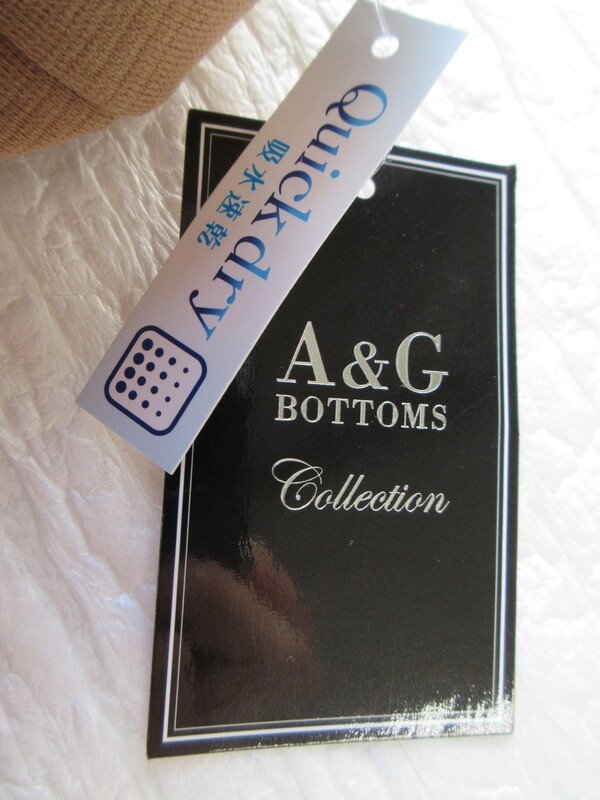 Quick dry
吸水速乾
A&G
BOTTOMS
Collection